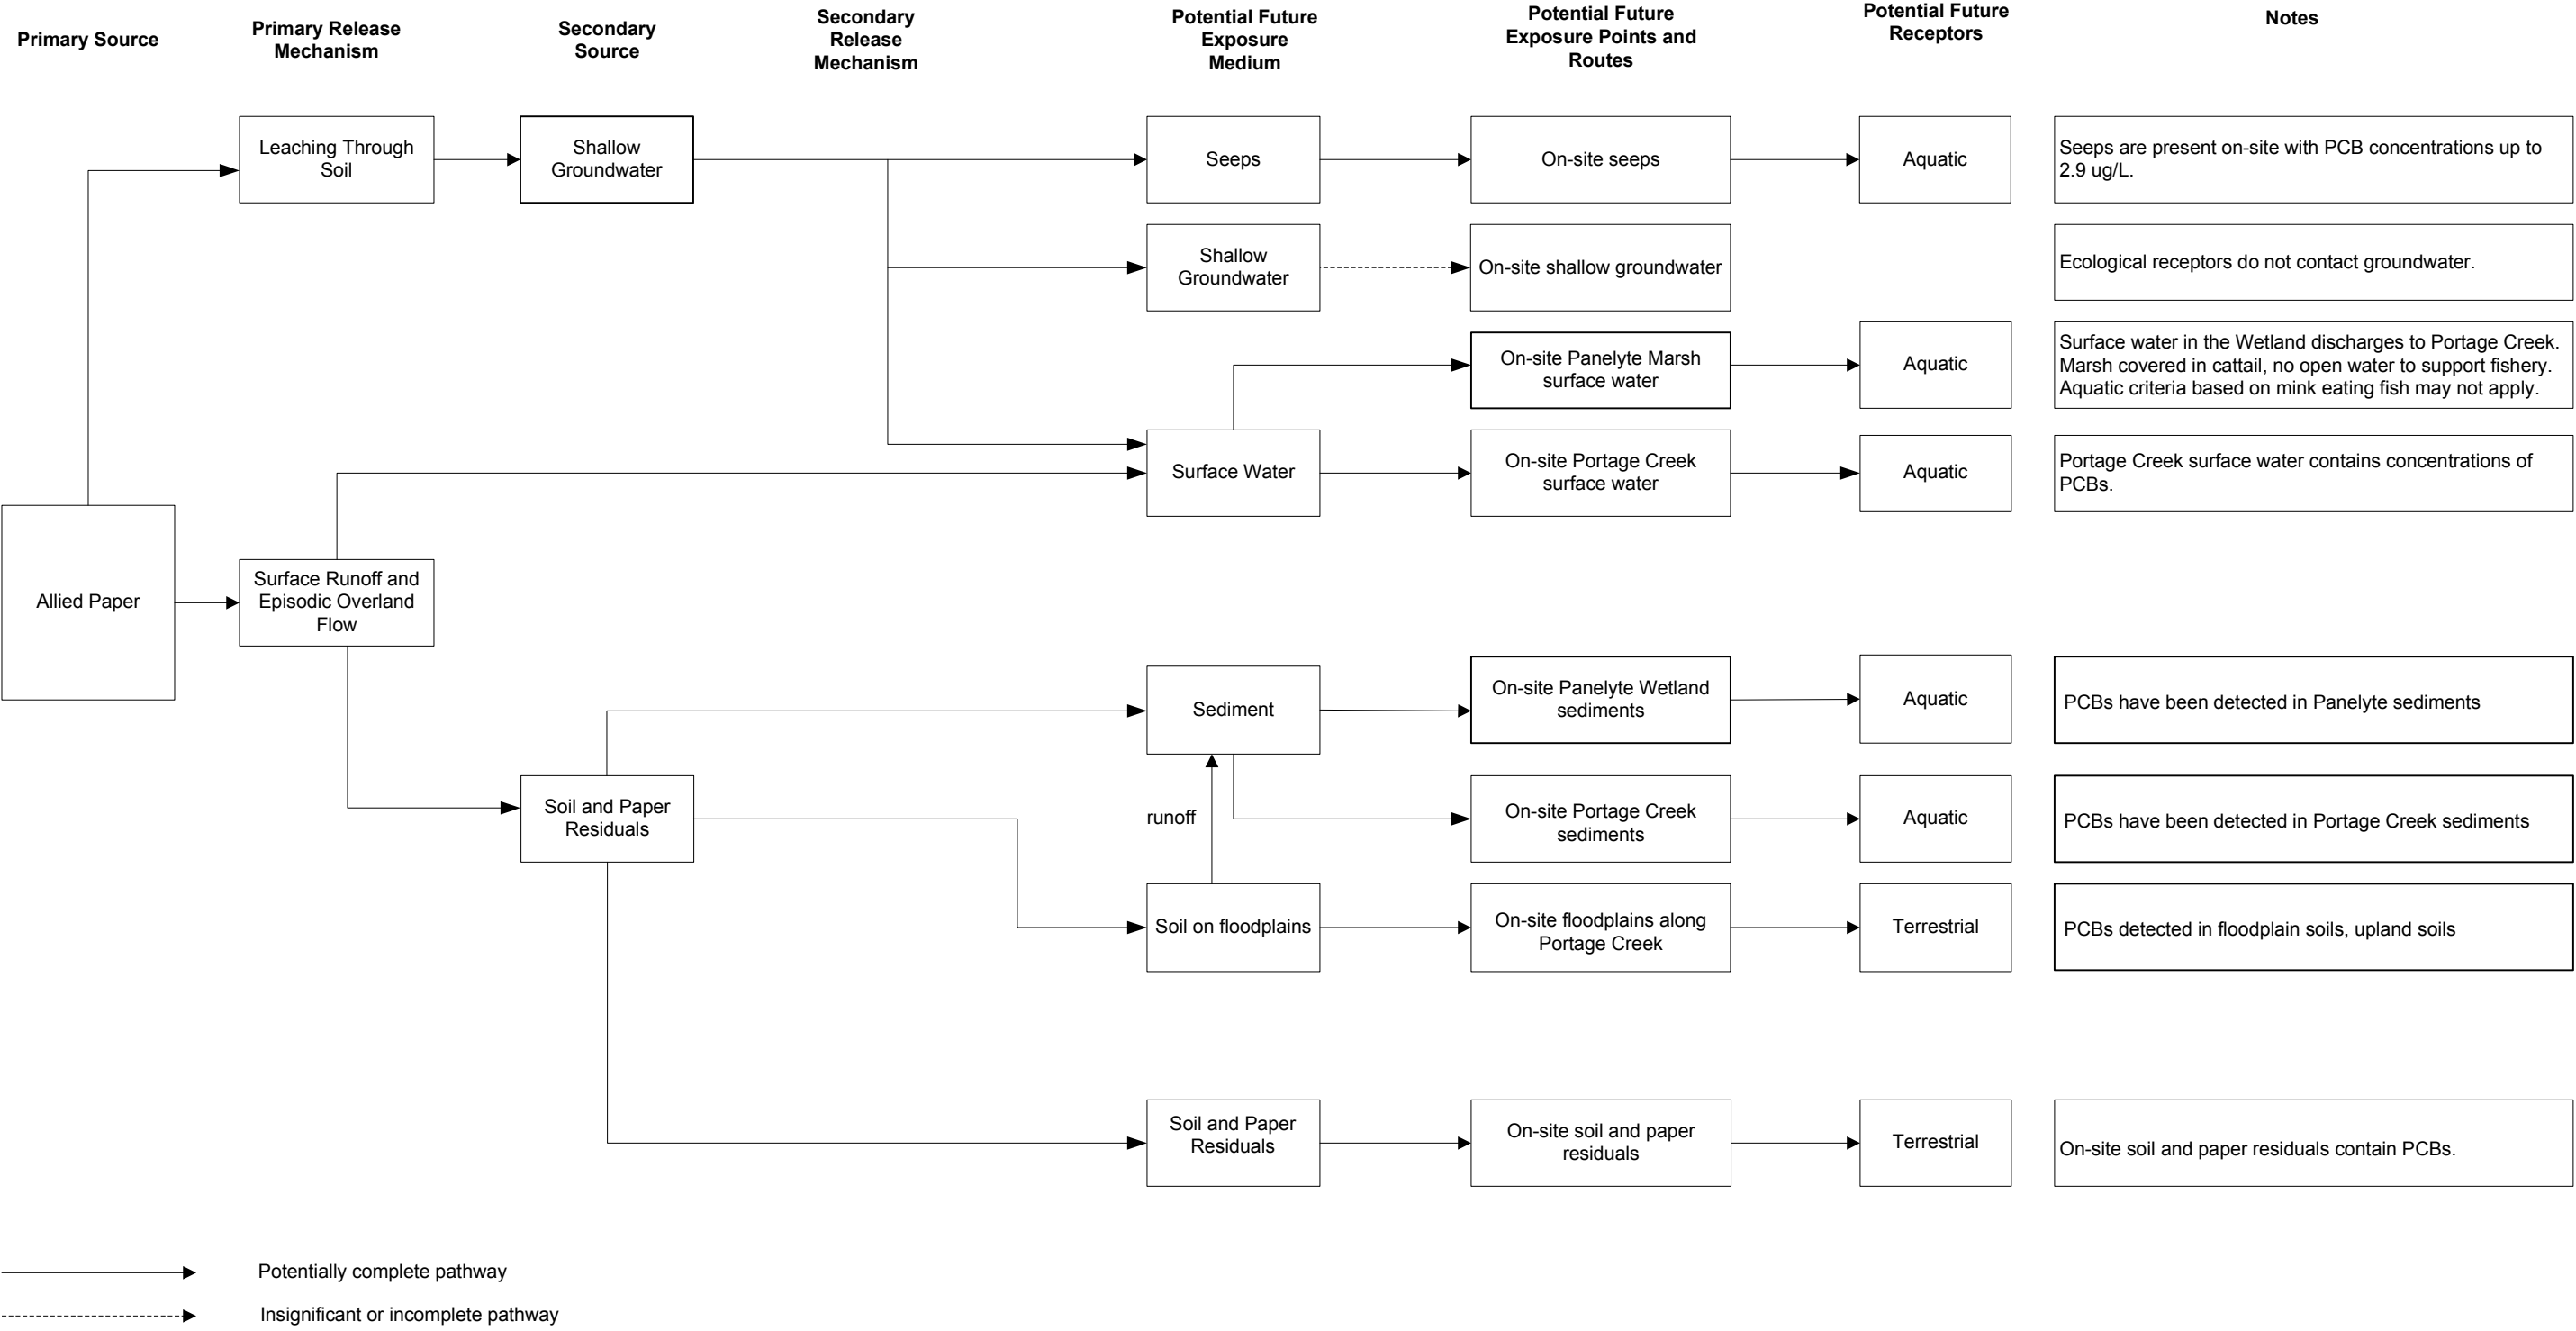 Primary Source
Primary Release
Mechanism
Secondary
Source
Secondary
Release
Mechanism
Potential Future
Exposure
Medium
Potential Future
Exposure Points and
Routes
Potential Future
Receptors
Notes
Leaching Through
Soil
Shallow
Groundwater
Seeps
On-site seeps
Aquatic
Seeps are present on-site with PCB concentrations up to
2.9 ug/L.
Shallow
Groundwater
On-site shallow groundwater
Ecological receptors do not contact groundwater.
On-site Panelyte Marsh
surface water
Aquatic
Surface water in the Wetland discharges to Portage Creek.
Marsh covered in cattail, no open water to support fishery.
Aquatic criteria based on mink eating fish may not apply.
Surface Water
On-site Portage Creek
surface water
Aquatic
Portage Creek surface water contains concentrations of
PCBs.
Allied Paper
Surface Runoff and
Episodic Overland
Flow
Sediment
On-site Panelyte Wetland
sediments
Aquatic
PCBs have been detected in Panelyte sediments
Soil and Paper
Residuals
runoff
On-site Portage Creek
sediments
Aquatic
PCBs have been detected in Portage Creek sediments
Soil on floodplains
On-site floodplains along
Portage Creek
Terrestrial
PCBs detected in floodplain soils, upland soils
Soil and Paper
Residuals
On-site soil and paper
residuals
Terrestrial
On-site soil and paper residuals contain PCBs.
Potentially complete pathway
Insignificant or incomplete pathway